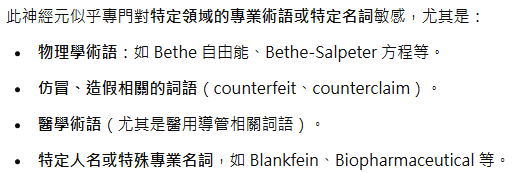 此神經元似乎專門對特定領域的專業術語或特定名詞敏感，尤其是：
• 物理學術語：如 Bethe 自由能、Bethe-Salpeter 方程等。
• 仿冒、造假相關的詞語（counterfeit、counterclaim）。
• 醫學術語（尤其是醫用導管相關詞語）。
• 特定人名或特殊專業名詞，如 Blankfein、Biopharmaceutical 等。